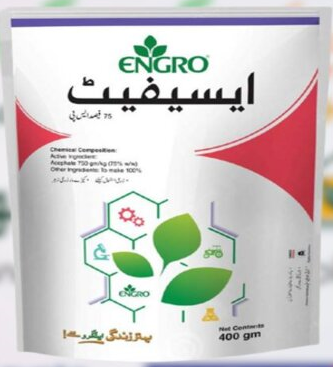 ENGRO
ایسیفیٹ
75 فیصد ایس پی
Chemical Composition:
Active Ingredient:
Acephate 750 gm/kg (75% w/w)
Other Ingredients: To make 100%
ENGRO
Net Contents
400 gm